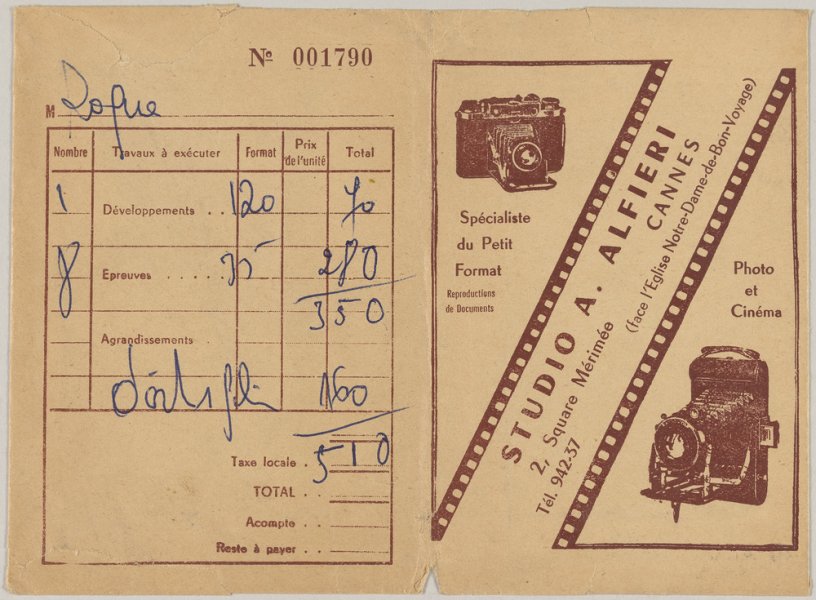 Nº 001790
M Roque
Nombre Travaux à exécuter Format Prix de l'unité Total
1 Développements . . 120 70
8 Epreuves . . . . . . 35 280
350
Agrandissements
160
510
Taxe locale .
TOTAL . .
Acompte . .
Reste à payer . .
Spécialiste
du Petit
Format
Reproductions
de Documents
STUDIO A. ALFIERI
CANNES
2, Square Mérimée
(face l'Eglise Notre-Dame-de-Bon-Voyage)
Tél. 942-37
Photo
et
Cinéma